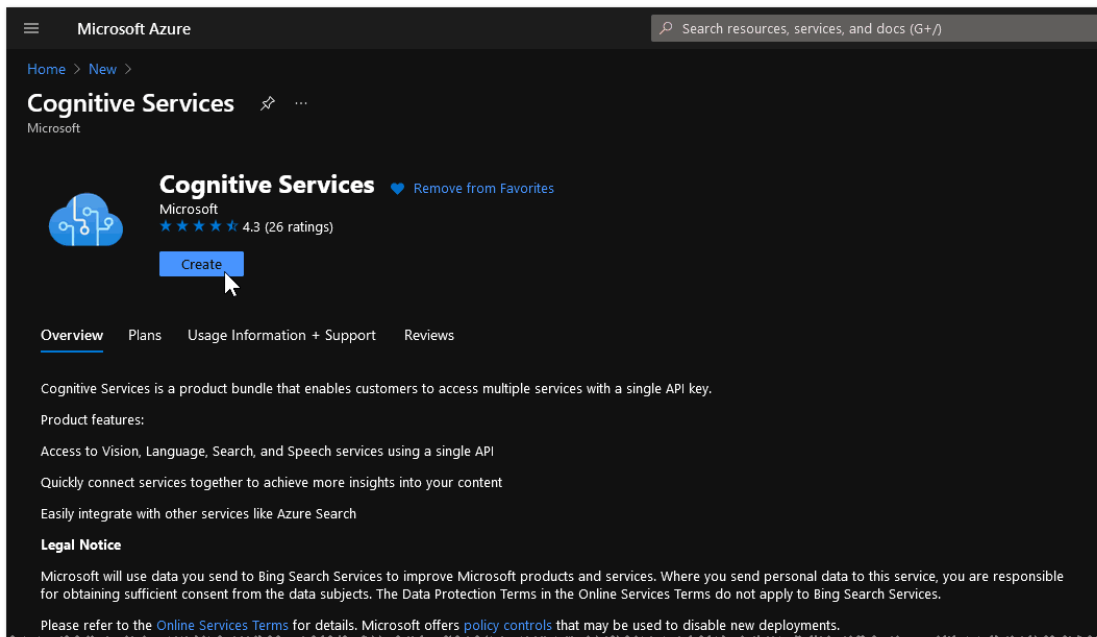 Microsoft Azure
Search resources, services, and docs (G+/)
Home > New >
Cognitive Services ...
Microsoft
Cognitive Services Remove from Favorites
Microsoft
4.3 (26 ratings)
Create
Overview Plans Usage Information + Support Reviews
Cognitive Services is a product bundle that enables customers to access multiple services with a single API key.
Product features:
Access to Vision, Language, Search, and Speech services using a single API
Quickly connect services together to achieve more insights into your content
Easily integrate with other services like Azure Search
Legal Notice
Microsoft will use data you send to Bing Search Services to improve Microsoft products and services. Where you send personal data to this service, you are responsible
for obtaining sufficient consent from the data subjects. The Data Protection Terms in the Online Services Terms do not apply to Bing Search Services.
Please refer to the Online Services Terms for details. Microsoft offers policy controls that may be used to disable new deployments.